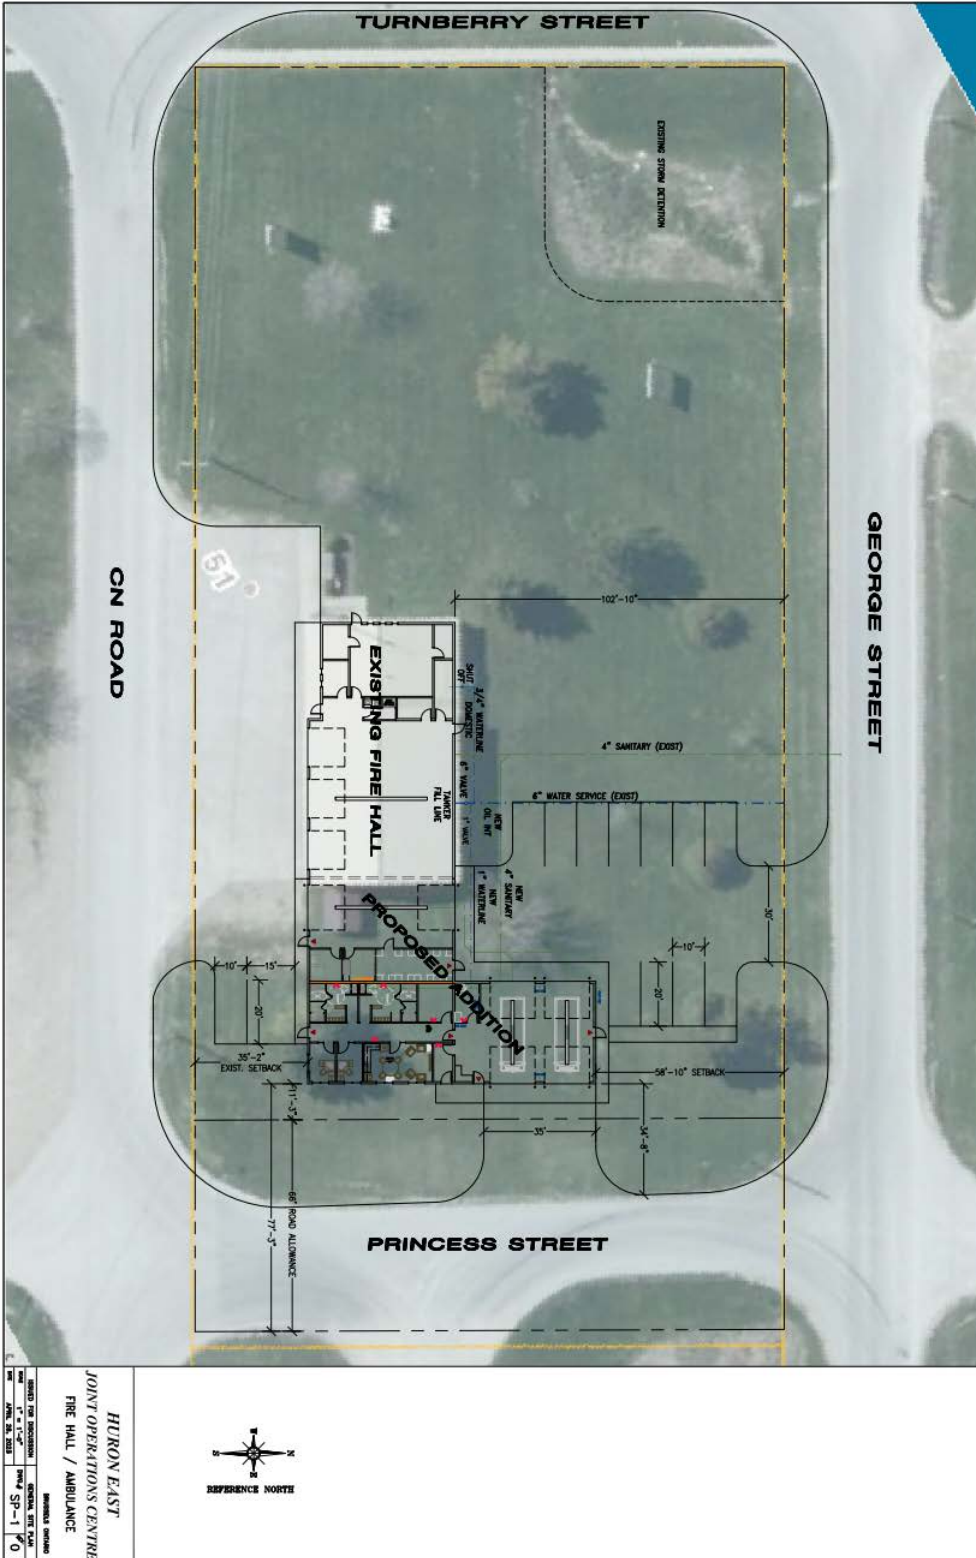 TURNBERRY STREET
EXISTING STORM DETENTION
CN ROAD
GEORGE STREET
51
102'-10"
EXISTING FIRE HALL
SHUT
OFF
3/4" WATERLINE
DOMESTIC
6" VALVE
1" VALVE
TANKER
FILL LINE
4" SANITARY (EXIST)
6" WATER SERVICE (EXIST)
NEW
OIL INT
NEW
4" SANITARY
NEW
1" WATERLINE
PROPOSED ADDITION
30'
10'
20'
10'
15'
20'
35'-2"
EXIST. SETBACK
11'-3"
58'-10" SETBACK
35'
34'-8"
66' ROAD ALLOWANCE
77'-3"
PRINCESS STREET
HURON EAST
JOINT OPERATIONS CENTRE
FIRE HALL / AMBULANCE
BRUSSELS ONTARIO
ISSUED FOR DISCUSSION
GENERAL SITE PLAN
SP-1
0
N
S
REFERENCE NORTH